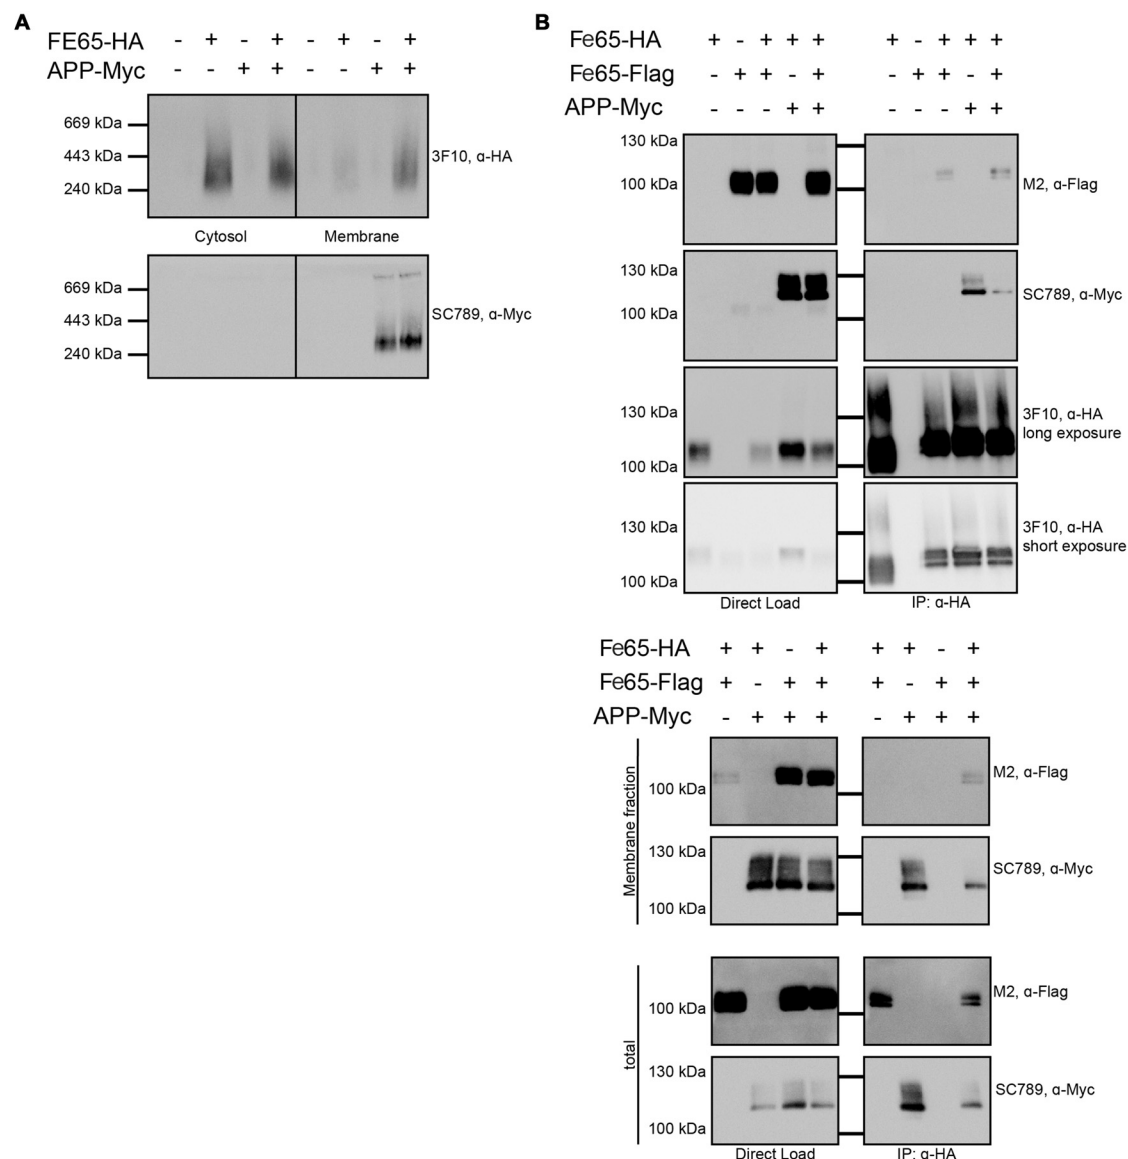 A
FE65-HA - + - + - + - +
APP-Myc - - + + - - + +
669 kDa
443 kDa
240 kDa
3F10, α-HA
Cytosol Membrane
669 kDa
443 kDa
240 kDa
SC789, α-Myc
B
Fe65-HA + - + + + + - + + +
Fe65-Flag - + + - + - + + - +
APP-Myc - - - + + - - - + +
130 kDa
100 kDa
M2, α-Flag
130 kDa
100 kDa
SC789, α-Myc
130 kDa
100 kDa
3F10, α-HA
long exposure
130 kDa
100 kDa
3F10, α-HA
short exposure
Direct Load IP: α-HA
Fe65-HA + + - + + + - +
Fe65-Flag + - + + + - + +
APP-Myc - + + + - + + +
Membrane fraction
100 kDa
M2, α-Flag
130 kDa
100 kDa
SC789, α-Myc
total
100 kDa
M2, α-Flag
130 kDa
100 kDa
SC789, α-Myc
Direct Load IP: α-HA